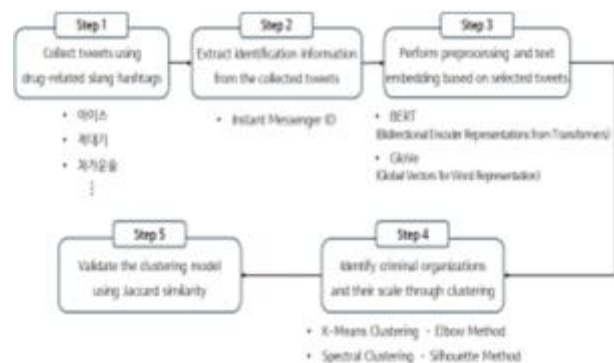 Step 1
Collect tweets using
drug-related slang hashtags
• 아이스
• 작대기
• 차가운술
⋮
Step 2
Extract identification information
from the collected tweets
• Instant Messenger ID
Step 3
Perform preprocessing and text
embedding based on selected tweets
• BERT
(Bidirectional Encoder Representations from Transformers)
• GloVe
(Global Vectors for Word Representation)
Step 4
Identify criminal organizations
and their scale through clustering
• K-Means Clustering - Elbow Method
• Spectral Clustering - Silhouette Method
Step 5
Validate the clustering model
using Jaccard similarity